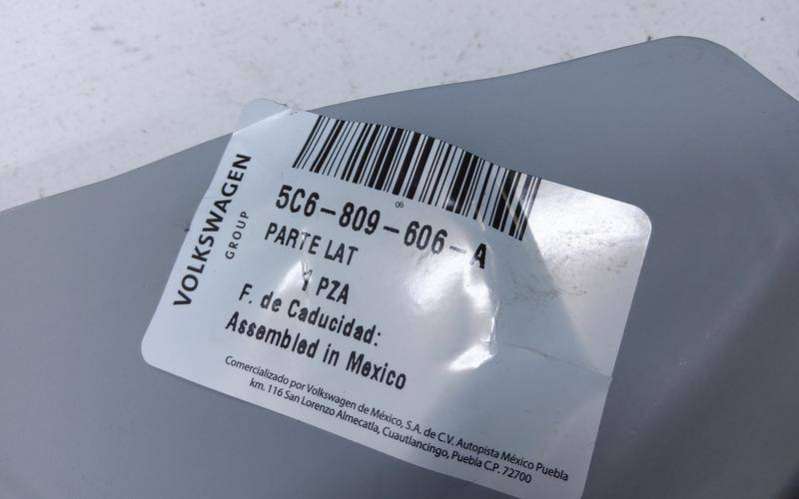 VOLKSWAGEN
GROUP
5C6-809-606-A
PARTE LAT
1 PZA
F. de Caducidad:
Assembled in Mexico
Comercializado por Volkswagen de México, S.A. de C.V. Autopista México Puebla
km. 116 San Lorenzo Almecatla, Cuautlancingo, Puebla C.P. 72700